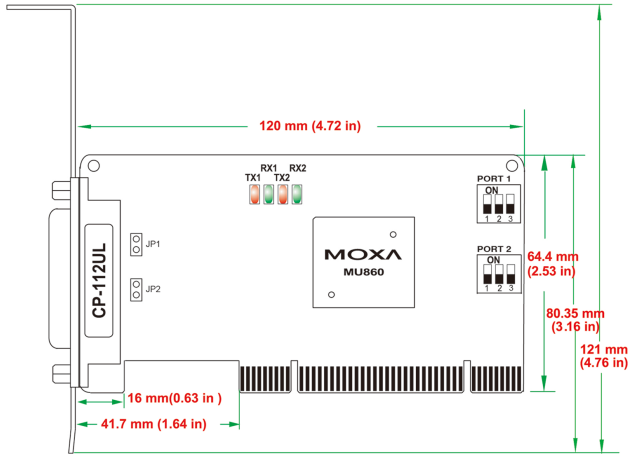 120 mm (4.72 in)
RX1 RX2
TX1 TX2
PORT 1
ON
1 2 3
JP1
MOXA
MU860
PORT 2
ON
1 2 3
JP2
CP-112UL
64.4 mm
(2.53 in)
80.35 mm
(3.16 in)
121 mm
(4.76 in)
16 mm(0.63 in )
41.7 mm (1.64 in)